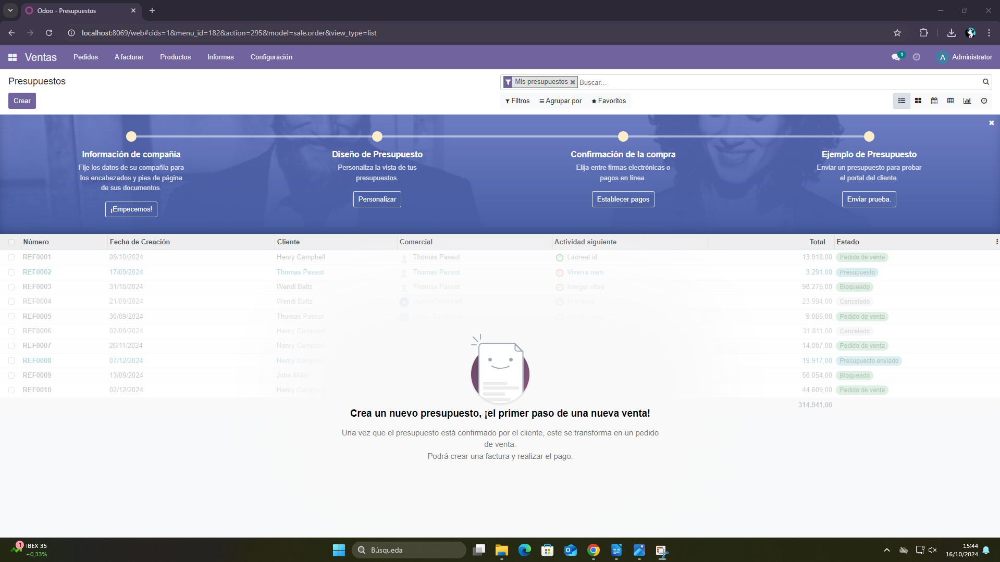 Odoo - Presupuestos
localhost:8069/web#cids=1&menu_id=182&action=295&model=sale.order&view_type=list
Ventas Pedidos A facturar Productos Informes Configuración 1 A Administrator
Presupuestos Mis presupuestos Buscar...
Crear Filtros Agrupar por Favoritos
Información de compañía
Fije los datos de su compañía para
los encabezados y pies de página
de sus documentos.
¡Empecemos!
Diseño de Presupuesto
Personaliza la vista de tus
presupuestos.
Personalizar
Confirmación de la compra
Elija entre firmas electrónicas o
pagos en línea.
Establecer pagos
Ejemplo de Presupuesto
Enviar un presupuesto para probar
el portal del cliente.
Enviar prueba.
Número Fecha de Creación Cliente Comercial Actividad siguiente Total Estado
REF0001 09/10/2024 Henry Campbell Thomas Passot Laoreet id 13.918,00 Pedido de venta
REF0002 17/09/2024 Thomas Passot Thomas Passot Viverra nam 3.291,00 Presupuesto
REF0003 31/10/2024 Wendi Baltz Thomas Passot Integer vitae 98.275,00 Bloqueado
REF0004 21/09/2024 Wendi Baltz Henry Campbell In massa 23.994,00 Cancelado
REF0005 30/09/2024 Thomas Passot Henry Campbell 9.065,00 Pedido de venta
REF0006 02/09/2024 Henry Campbell 31.811,00 Cancelado
REF0007 26/11/2024 Henry Campbell 14.007,00 Pedido de venta
REF0008 07/12/2024 Henry Campbell 19.917,00 Presupuesto enviado
REF0009 13/09/2024 John Miller 56.054,00 Bloqueado
REF0010 02/12/2024 Henry Campbell 44.609,00 Pedido de venta
314.941,00
Crea un nuevo presupuesto, ¡el primer paso de una nueva venta!
Una vez que el presupuesto está confirmado por el cliente, este se transforma en un pedido
de venta.
Podrá crear una factura y realizar el pago.
1 IBEX 35
+0,33%
Búsqueda
15:44
16/10/2024